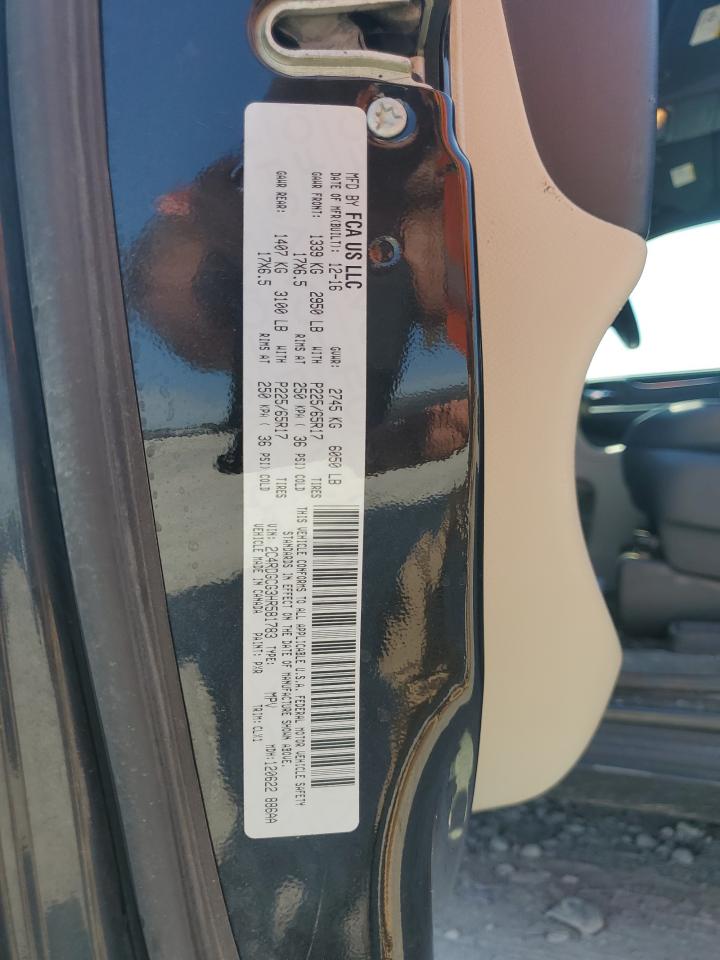 MFD BY FCA US LLC
DATE OF MFR(BUILT): 12-16 GVWR: 2745 KG 6050 LB
GAWR FRONT: 1339 KG 2950 LB WITH P225/65R17 TIRES
17X6.5 RIMS AT 250 KPA ( 36 PSI) COLD
GAWR REAR: 1407 KG 3100 LB WITH P225/65R17 TIRES
17X6.5 RIMS AT 250 KPA ( 36 PSI) COLD
THIS VEHICLE CONFORMS TO ALL APPLICABLE U.S.A. FEDERAL MOTOR VEHICLE SAFETY
STANDARDS IN EFFECT ON THE DATE OF MANUFACTURE SHOWN ABOVE.
VIN: 2C4RDGCG3HR581783 TYPE: MPV MDH:120622 886AA
VEHICLE MADE IN CANADA PAINT: PXR TRIM:CLX1